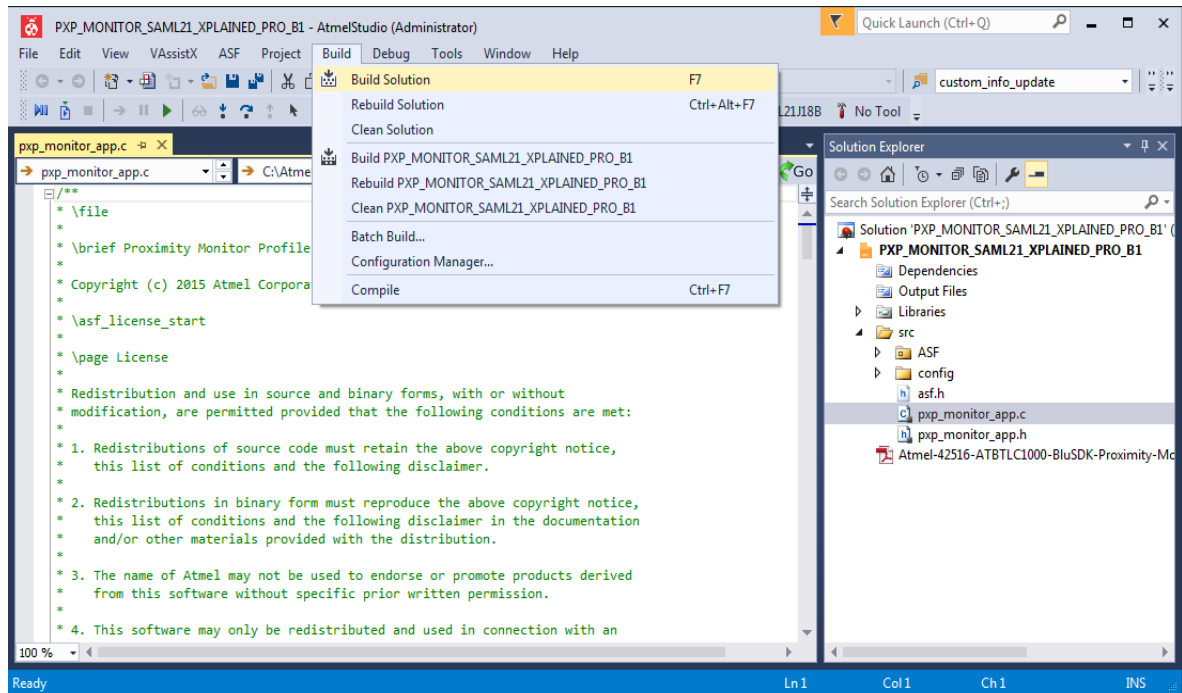 PXP_MONITOR_SAML21_XPLAINED_PRO_B1 - AtmelStudio (Administrator)
Quick Launch (Ctrl+Q)
File Edit View VAssistX ASF Project Build Debug Tools Window Help
custom_info_update
L21J18B No Tool
Build Solution F7
Rebuild Solution Ctrl+Alt+F7
Clean Solution
Build PXP_MONITOR_SAML21_XPLAINED_PRO_B1
Rebuild PXP_MONITOR_SAML21_XPLAINED_PRO_B1
Clean PXP_MONITOR_SAML21_XPLAINED_PRO_B1
Batch Build...
Configuration Manager...
Compile Ctrl+F7
pxp_monitor_app.c
pxp_monitor_app.c C:\Atme Go
/**
* \file
*
* \brief Proximity Monitor Profile
*
* Copyright (c) 2015 Atmel Corpora
*
* \asf_license_start
*
* \page License
*
* Redistribution and use in source and binary forms, with or without
* modification, are permitted provided that the following conditions are met:
*
* 1. Redistributions of source code must retain the above copyright notice,
* this list of conditions and the following disclaimer.
*
* 2. Redistributions in binary form must reproduce the above copyright notice,
* this list of conditions and the following disclaimer in the documentation
* and/or other materials provided with the distribution.
*
* 3. The name of Atmel may not be used to endorse or promote products derived
* from this software without specific prior written permission.
*
* 4. This software may only be redistributed and used in connection with an
100 %
Solution Explorer
Search Solution Explorer (Ctrl+;)
Solution 'PXP_MONITOR_SAML21_XPLAINED_PRO_B1' (
PXP_MONITOR_SAML21_XPLAINED_PRO_B1
Dependencies
Output Files
Libraries
src
ASF
config
asf.h
pxp_monitor_app.c
pxp_monitor_app.h
Atmel-42516-ATBTLC1000-BluSDK-Proximity-Mo
Ready Ln 1 Col 1 Ch 1 INS